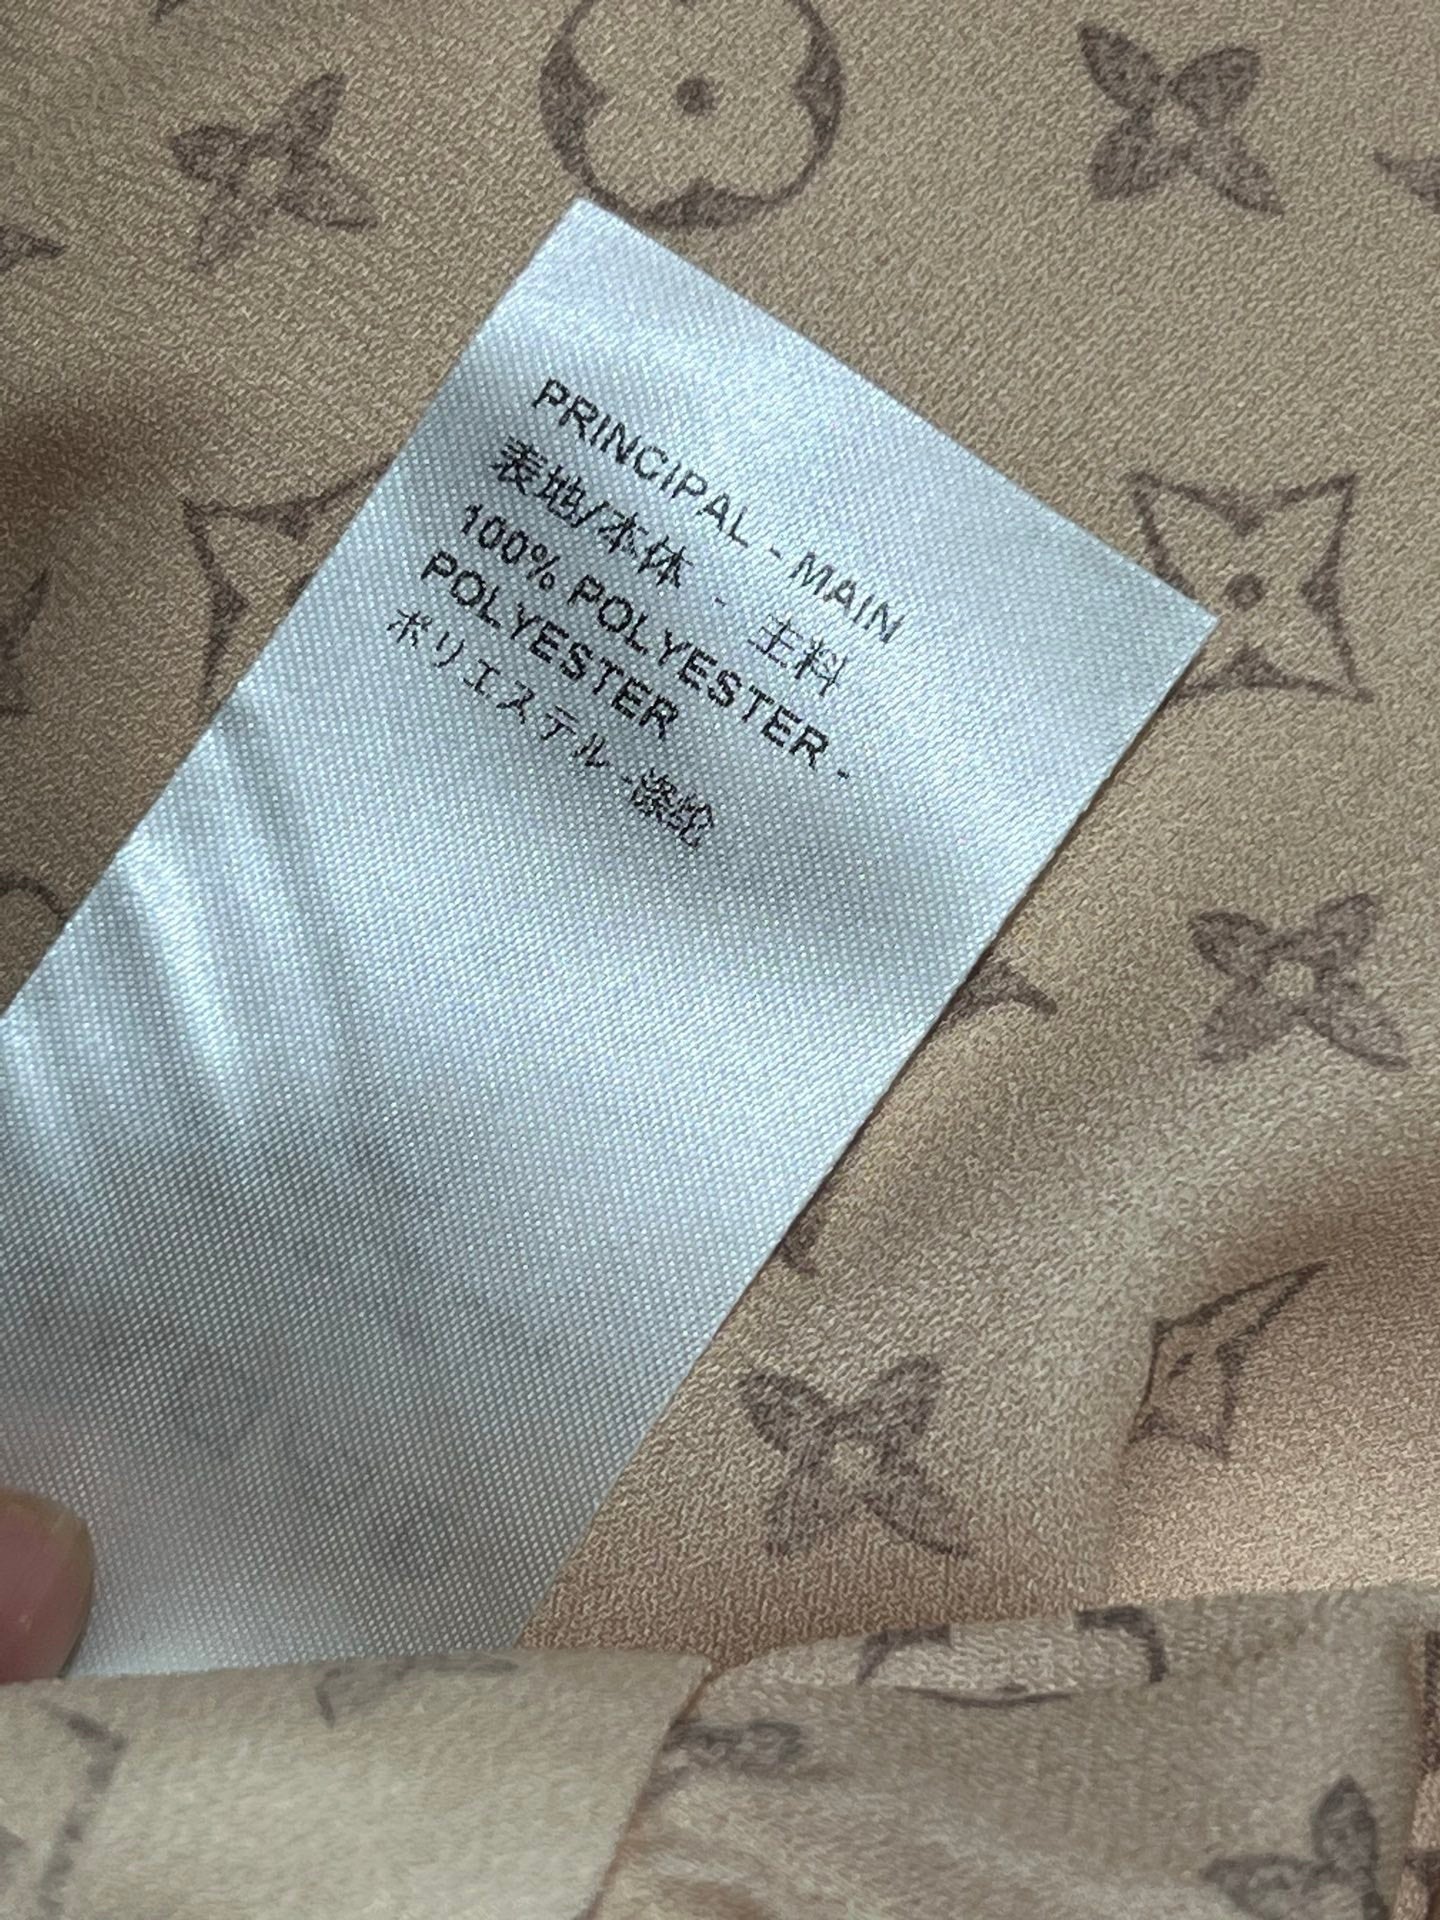 PRINCIPAL - MAIN
表地/本体 - 主料
100% POLYESTER -
POLYESTER
ポリエステル -涤纶